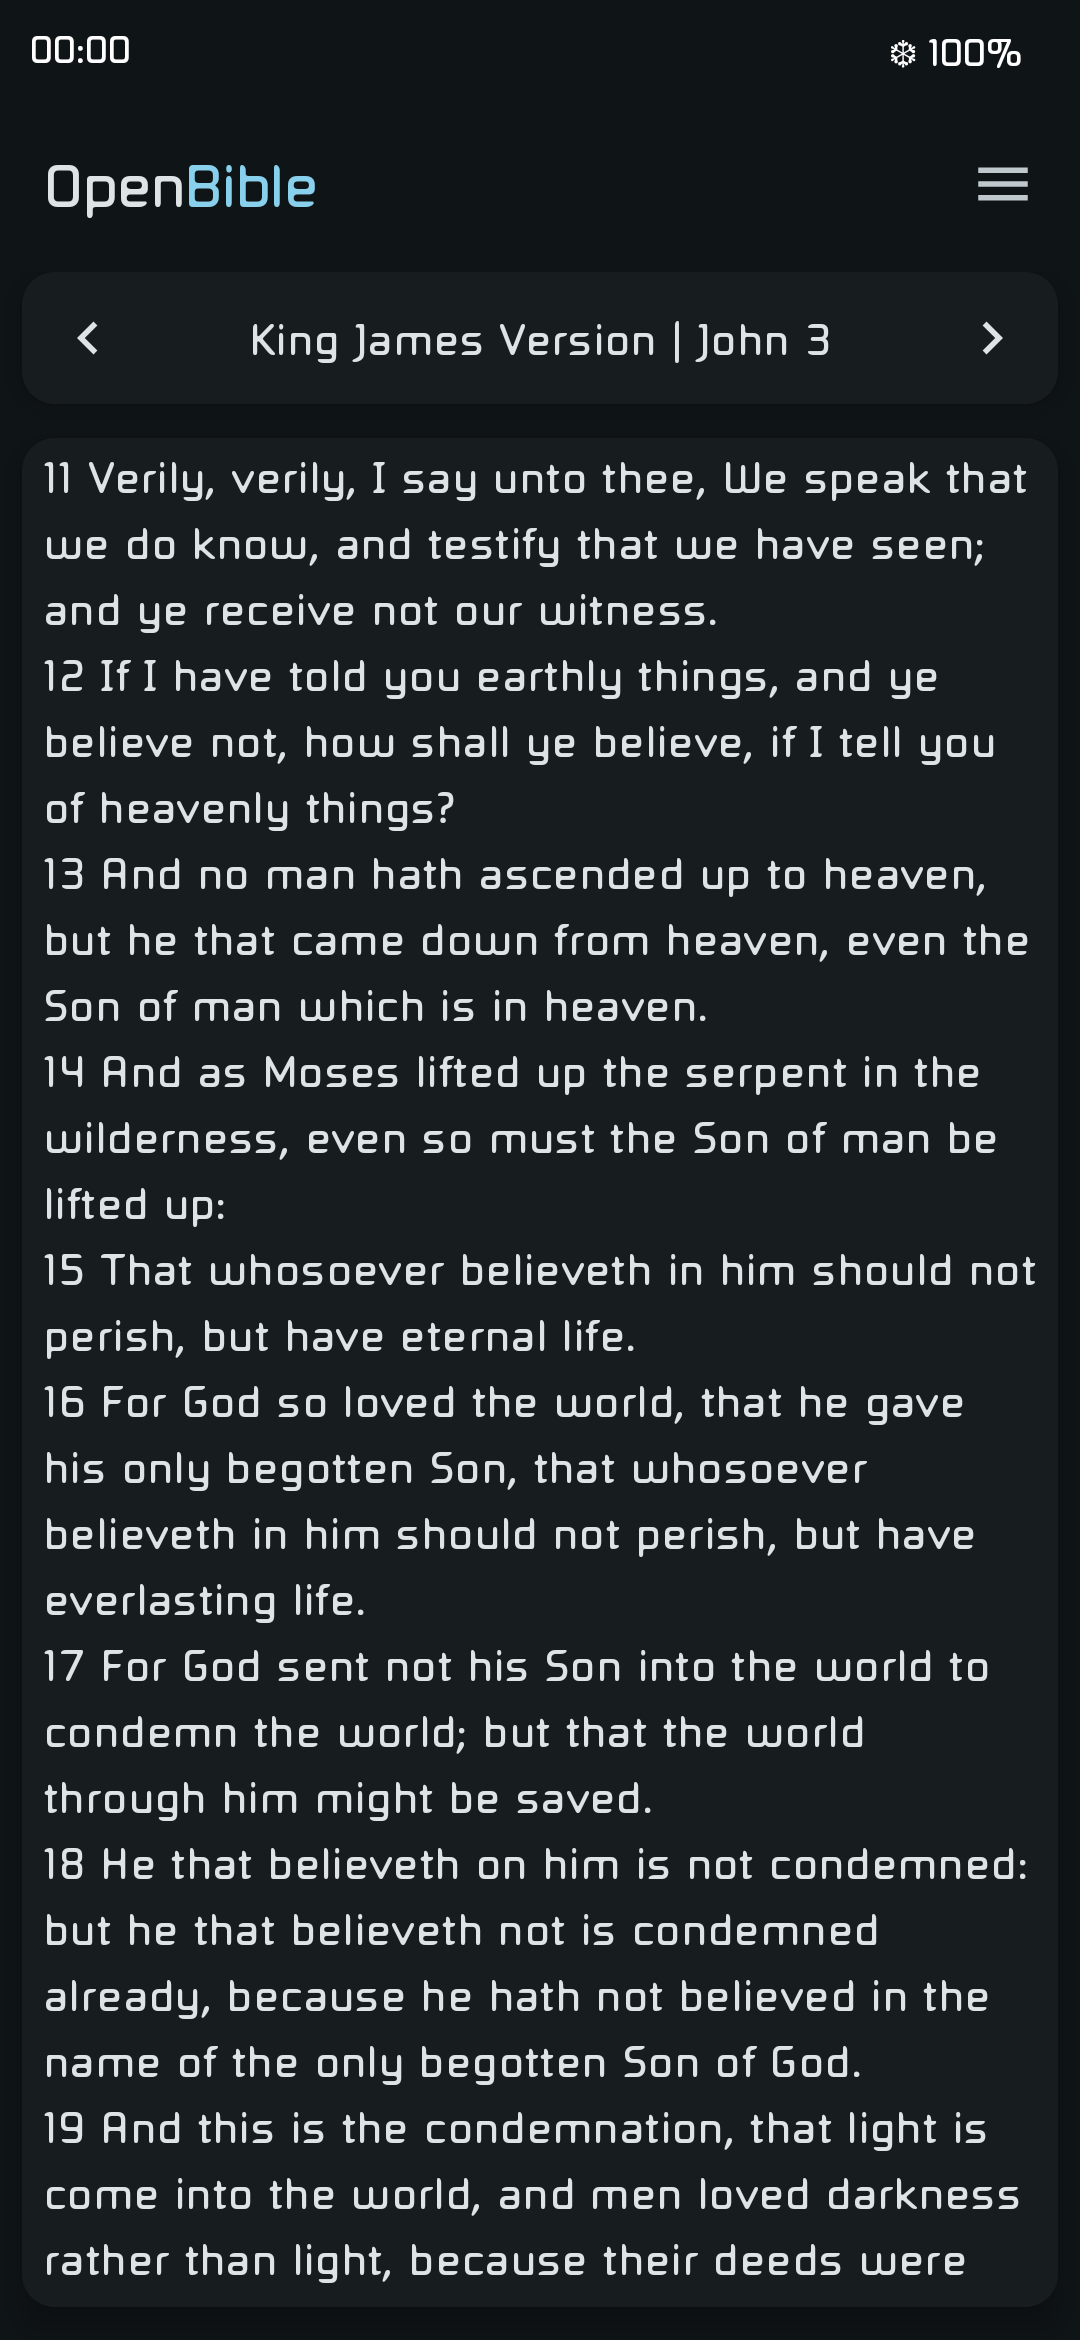 00:00
❄ 100%
OpenBible
King James Version | John 3
11 Verily, verily, I say unto thee, We speak that
we do know, and testify that we have seen;
and ye receive not our witness.
12 If I have told you earthly things, and ye
believe not, how shall ye believe, if I tell you
of heavenly things?
13 And no man hath ascended up to heaven,
but he that came down from heaven, even the
Son of man which is in heaven.
14 And as Moses lifted up the serpent in the
wilderness, even so must the Son of man be
lifted up:
15 That whosoever believeth in him should not
perish, but have eternal life.
16 For God so loved the world, that he gave
his only begotten Son, that whosoever
believeth in him should not perish, but have
everlasting life.
17 For God sent not his Son into the world to
condemn the world; but that the world
through him might be saved.
18 He that believeth on him is not condemned:
but he that believeth not is condemned
already, because he hath not believed in the
name of the only begotten Son of God.
19 And this is the condemnation, that light is
come into the world, and men loved darkness
rather than light, because their deeds were